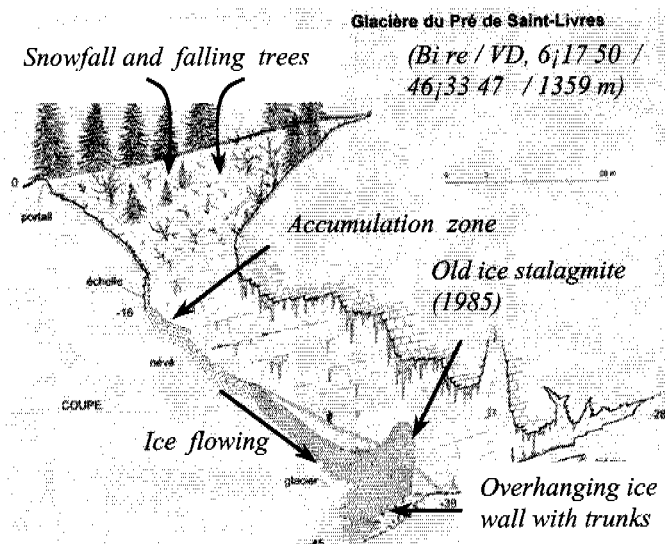 Glacière du Pré de Saint-Livres
Snowfall and falling trees
(Bi re / VD, 6¡17 50 /
46¡33 47 / 1359 m)
0
portail
Accumulation zone
Old ice stalagmite
(1985)
échelle
-16
névé
COUPE
-28
Ice flowing
glacier
Overhanging ice
wall with trunks
-39
-45